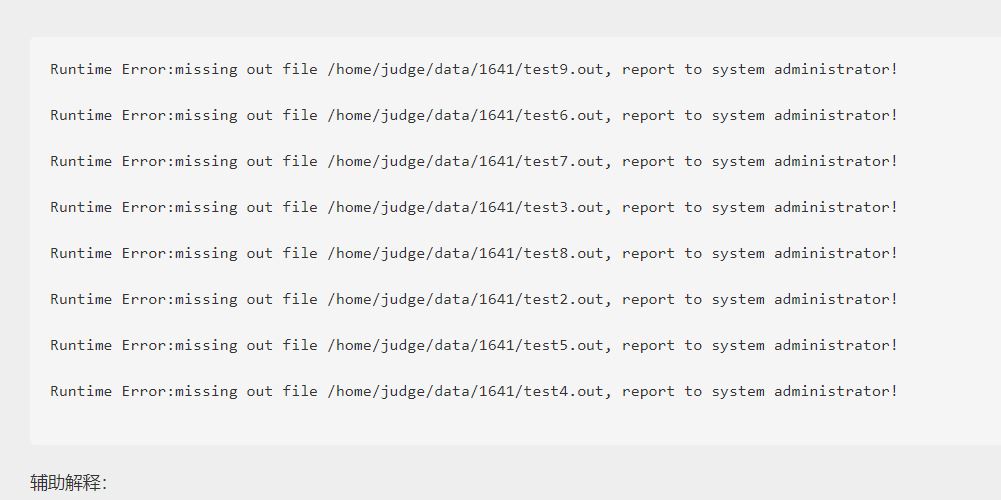 Runtime Error:missing out file /home/judge/data/1641/test9.out, report to system administrator!
Runtime Error:missing out file /home/judge/data/1641/test6.out, report to system administrator!
Runtime Error:missing out file /home/judge/data/1641/test7.out, report to system administrator!
Runtime Error:missing out file /home/judge/data/1641/test3.out, report to system administrator!
Runtime Error:missing out file /home/judge/data/1641/test8.out, report to system administrator!
Runtime Error:missing out file /home/judge/data/1641/test2.out, report to system administrator!
Runtime Error:missing out file /home/judge/data/1641/test5.out, report to system administrator!
Runtime Error:missing out file /home/judge/data/1641/test4.out, report to system administrator!
辅助解释: